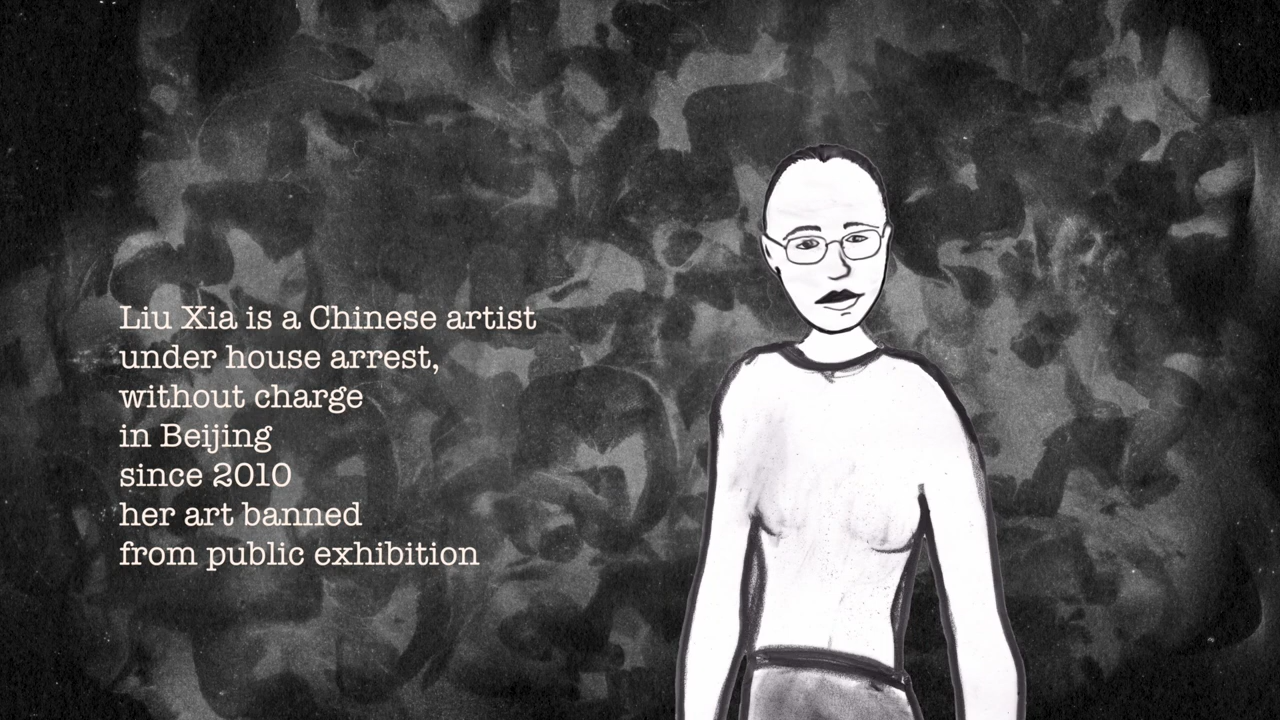 Liu Xia is a Chinese artist
under house arrest,
without charge
in Beijing
since 2010
her art banned
from public exhibition